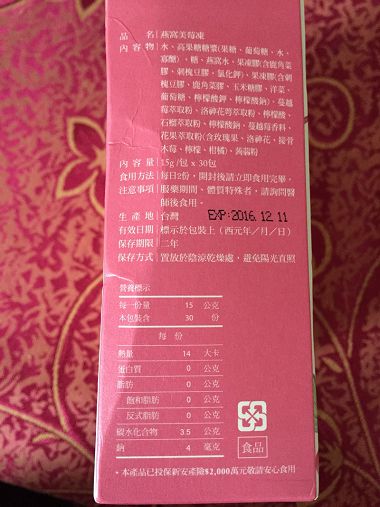 品 名 燕窩美莓凍
內 容 物 水、高果糖糖漿(果糖、葡萄糖、水、
寡醣)、糖、燕窩水、果凍膠(含鹿角菜
膠、刺槐豆膠、氯化鉀)、果凍膠(含刺
槐豆膠、鹿角菜膠、玉米糖膠、洋菜、
葡萄糖、檸檬酸鉀、檸檬酸鈉)、蔓越
莓萃取粉、洛神花萼萃取粉、檸檬酸、
石榴萃取粉、檸檬酸鈉、蔓越莓香料、
花果萃取粉(含玫瑰果、洛神花、接骨
木莓、檸檬、柑橘)、蒟蒻粉
內 容 量 15g/包 x 30包
食用方法 每日2份,開封後請立即食用完畢。
注意事項 服藥期間、體質特殊者,請詢問醫
師後食用。
生 產 地 台灣 EXP:2016.12.11
有效日期 標示於包裝上(西元年/月/日)
保存期限 二年
保存方式 置放於陰涼乾燥處,避免陽光直照
營養標示
每一份量 15 公克
本包裝含 30 份
每 份
熱量 14 大卡
蛋白質 0 公克
脂肪 0 公克
飽和脂肪 0 公克
反式脂肪 0 公克
碳水化合物 3.5 公克
鈉 4 毫克
食品
*本產品已投保新安產險$2,000萬元敬請安心食用